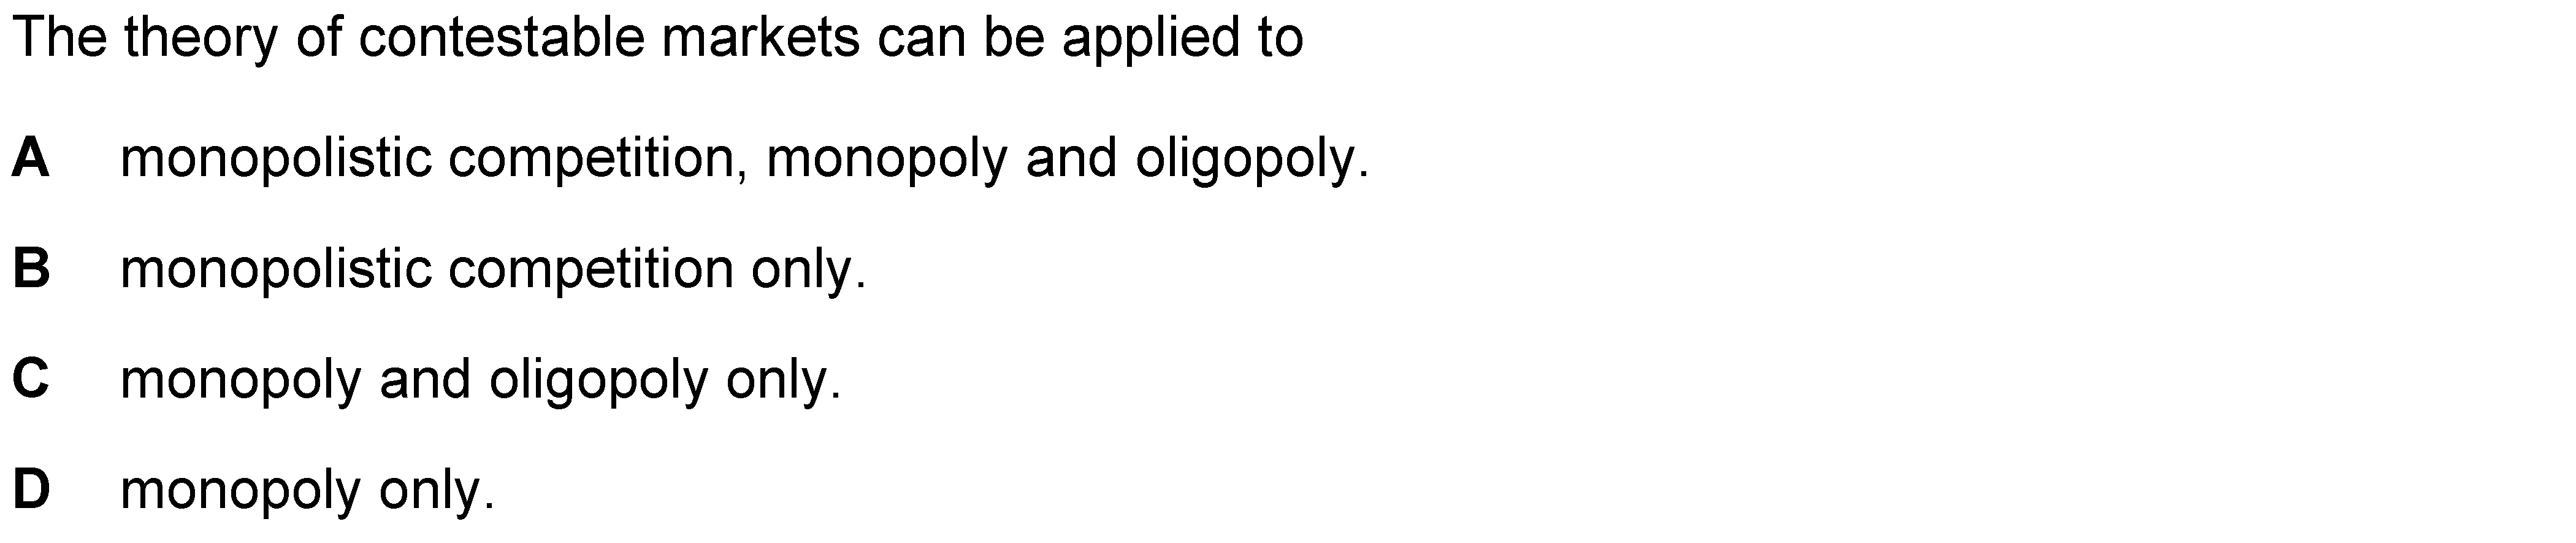 The theory of contestable markets can be applied to
A monopolistic competition, monopoly and oligopoly.
B monopolistic competition only.
C monopoly and oligopoly only.
D monopoly only.